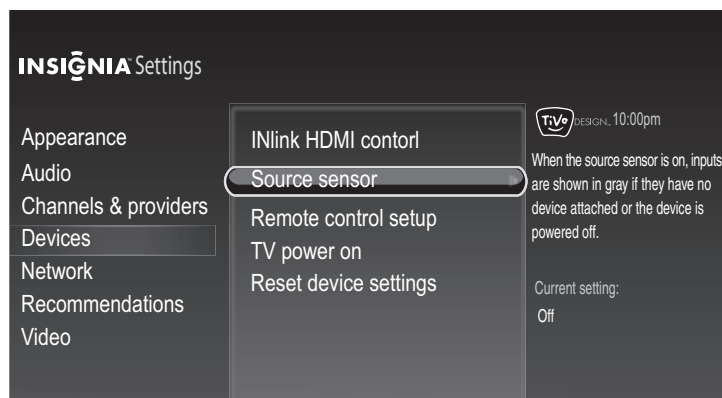 INSIGNIA™ Settings
Appearance
Audio
Channels & providers
Devices
Network
Recommendations
Video
INlink HDMI contorl
Source sensor
Remote control setup
TV power on
Reset device settings
TiVo DESIGN™ 10:00pm
When the source sensor is on, inputs
are shown in gray if they have no
device attached or the device is
powered off.
Current setting:
Off